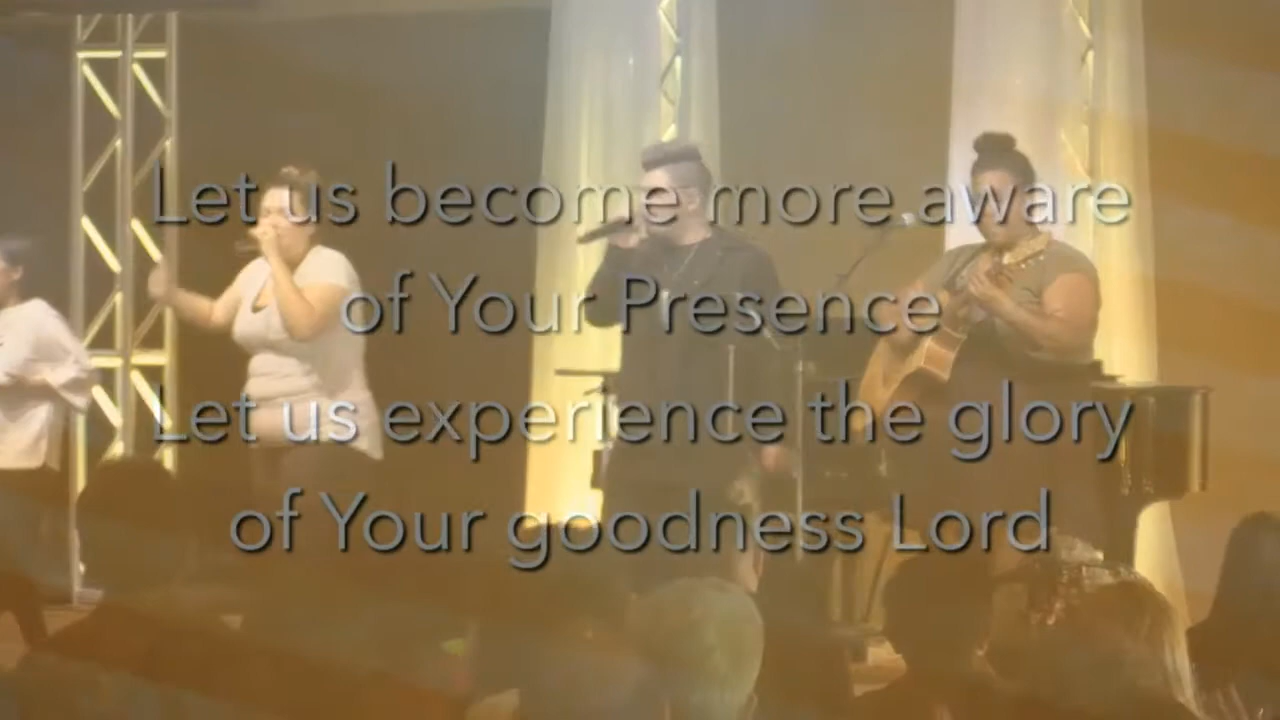 Let us become more aware
of Your Presence
Let us experience the glory
of Your goodness Lord